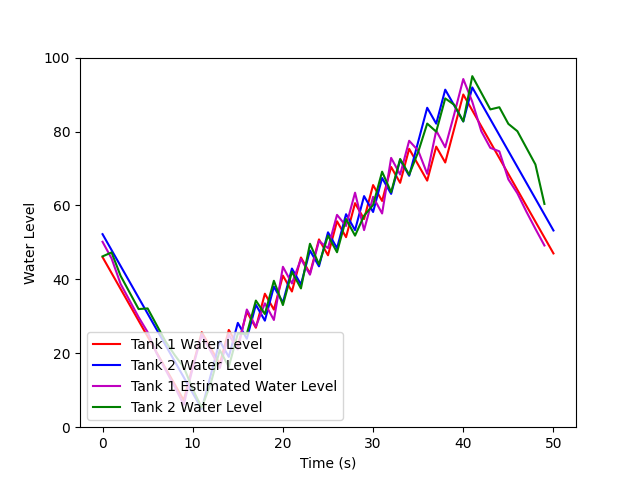 100
80
60
40
20
0
Water Level
Tank 1 Water Level
Tank 2 Water Level
Tank 1 Estimated Water Level
Tank 2 Water Level
0 10 20 30 40 50
Time (s)